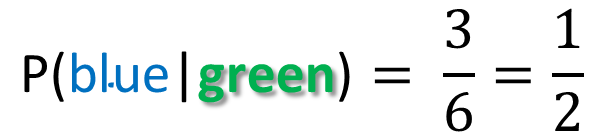 P(blue|green) = 3/6 = 1/2